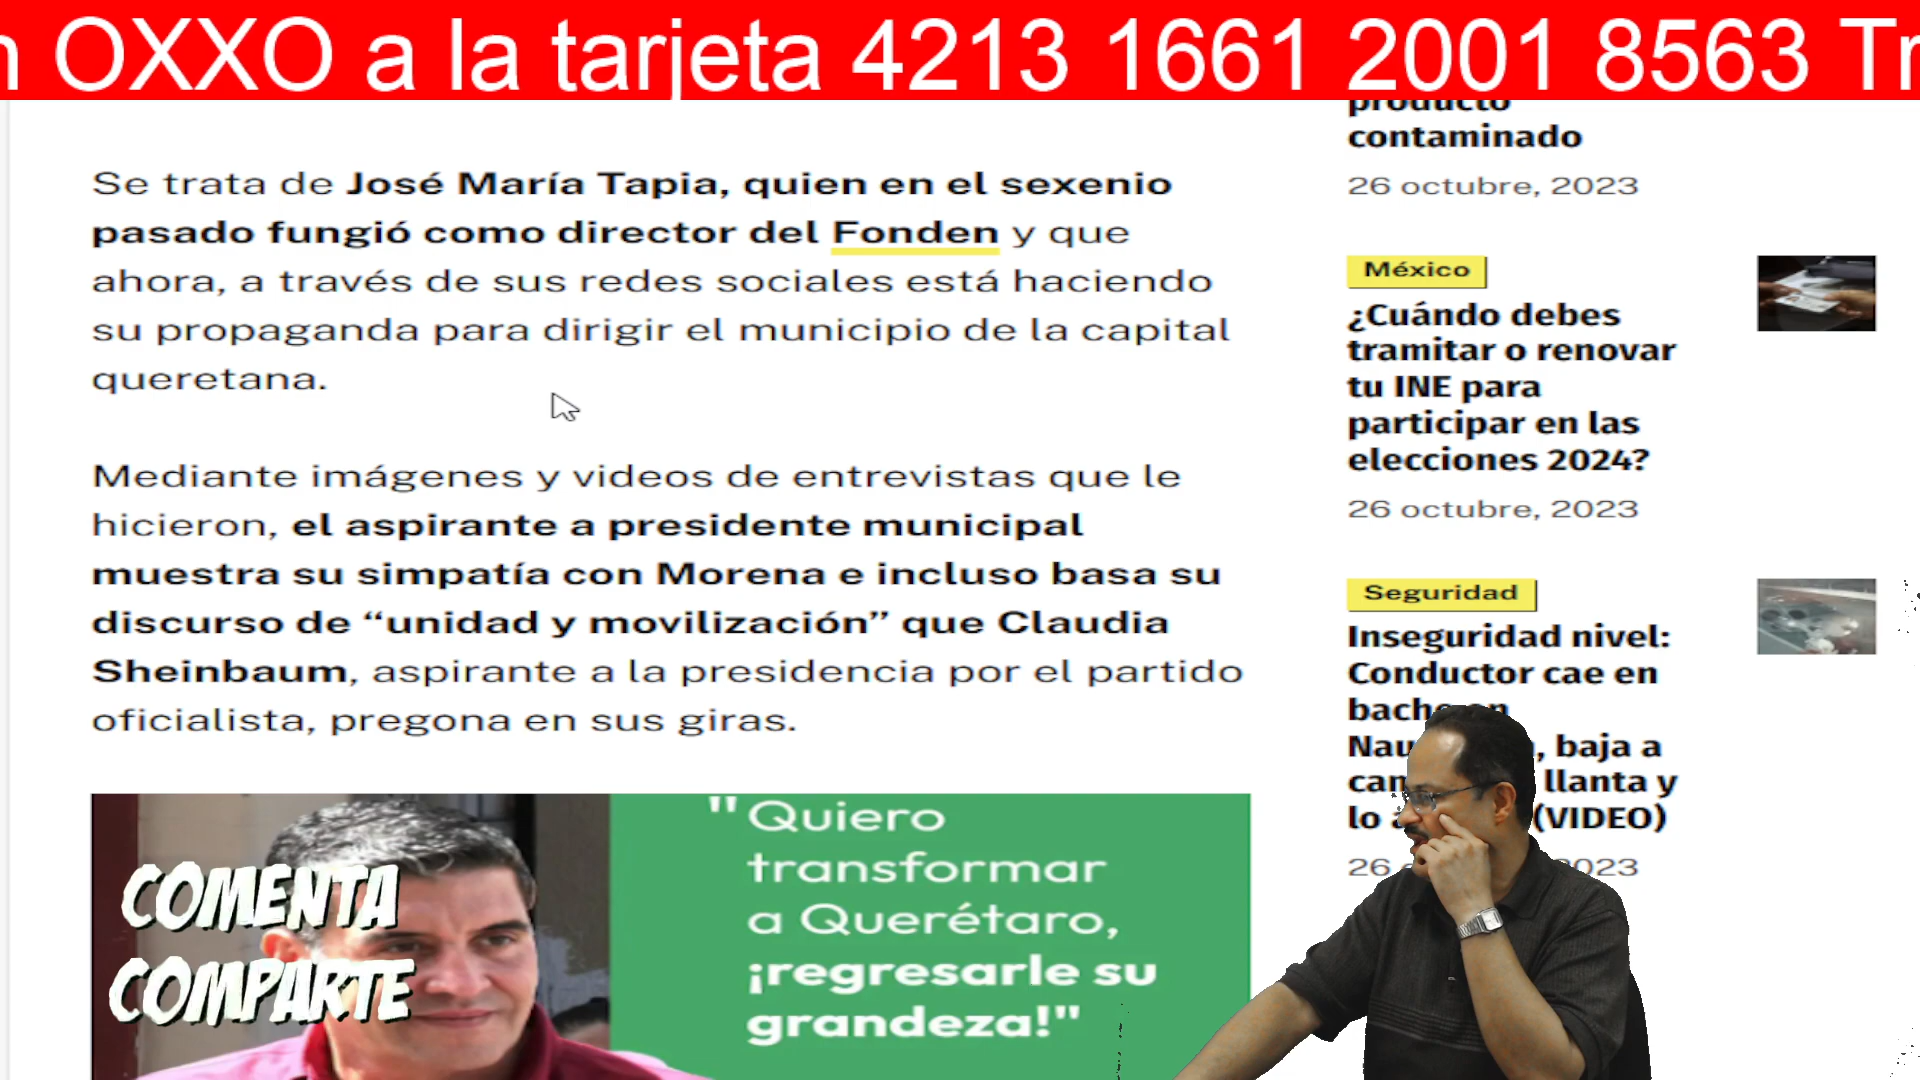 OXXO a la tarjeta 4213 1661 2001 8563
Se trata de José María Tapia, quien en el sexenio
pasado fungió como director del Fonden y que
ahora, a través de sus redes sociales está haciendo
su propaganda para dirigir el municipio de la capital
queretana.
Mediante imágenes y videos de entrevistas que le
hicieron, el aspirante a presidente municipal
muestra su simpatía con Morena e incluso basa su
discurso de “unidad y movilización” que Claudia
Sheinbaum, aspirante a la presidencia por el partido
oficialista, pregona en sus giras.
COMENTA
COMPARTE
"Quiero
transformar
a Querétaro,
¡regresarle su
grandeza!"
producto
contaminado
26 octubre, 2023
México
¿Cuándo debes
tramitar o renovar
tu INE para
participar en las
elecciones 2024?
26 octubre, 2023
Seguridad
Inseguridad nivel:
Conductor cae en
baja a
llanta y
lo (VIDEO)
26